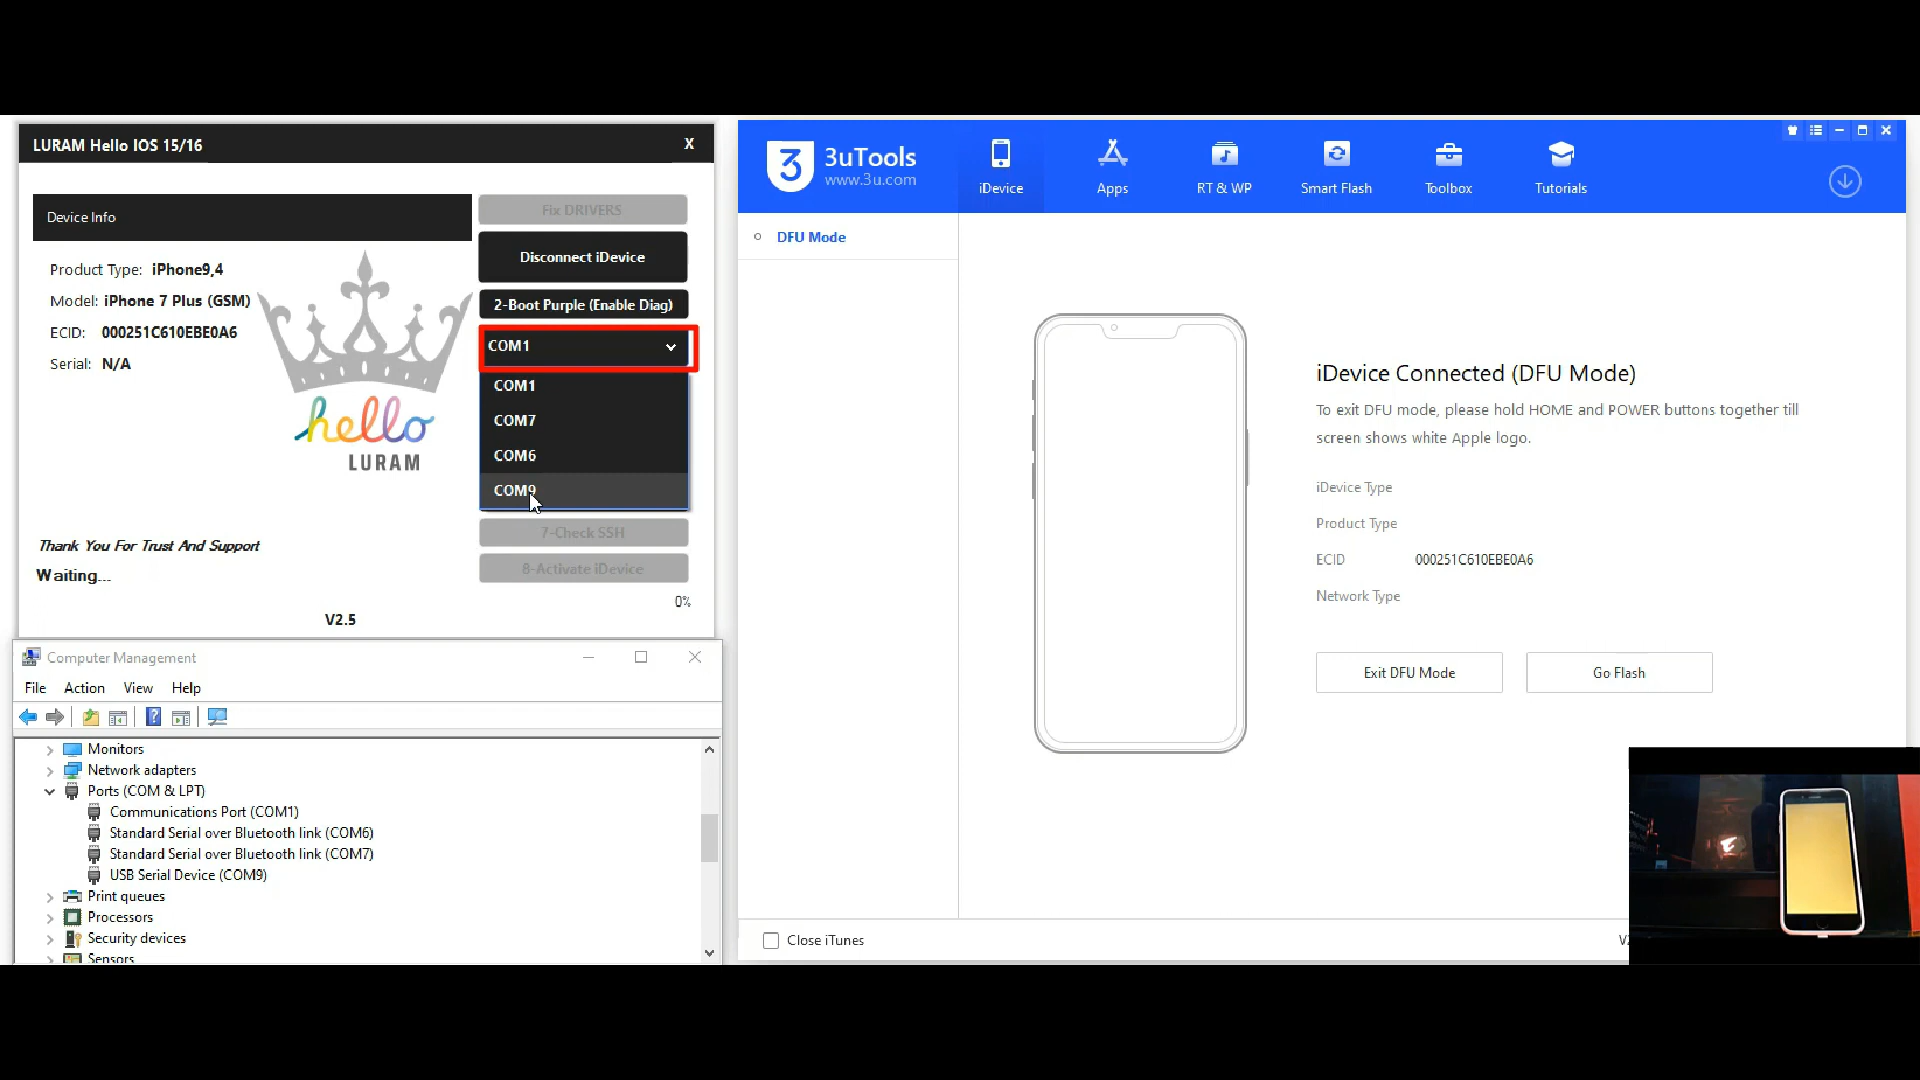 LURAM Hello IOS 15/16
X
Device Info
Product Type: iPhone9,4
Model: iPhone 7 Plus (GSM)
ECID: 000251C610EBE0A6
Serial: N/A
hello
LURAM
Thank You For Trust And Support
Waiting...
V2.5
Fix DRIVERS
Disconnect iDevice
2-Boot Purple (Enable Diag)
COM1
COM1
COM7
COM6
COM9
7-Check SSH
8-Activate iDevice
0%
Computer Management
File Action View Help
Monitors
Network adapters
Ports (COM & LPT)
Communications Port (COM1)
Standard Serial over Bluetooth link (COM6)
Standard Serial over Bluetooth link (COM7)
USB Serial Device (COM9)
Print queues
Processors
Security devices
Sensors
3 3uTools
www.3u.com
iDevice
Apps
RT & WP
Smart Flash
Toolbox
Tutorials
DFU Mode
iDevice Connected (DFU Mode)
To exit DFU mode, please hold HOME and POWER buttons together till
screen shows white Apple logo.
iDevice Type
Product Type
ECID 000251C610EBE0A6
Network Type
Exit DFU Mode
Go Flash
Close iTunes